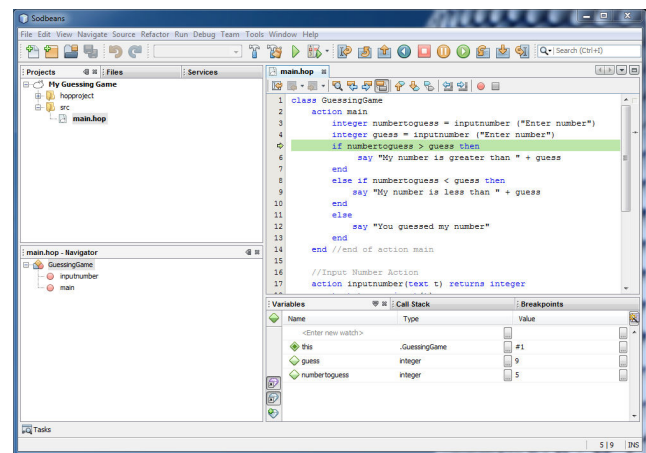 Sodbeans
File Edit View Navigate Source Refactor Run Debug Team Tools Window Help
Search (Ctrl+I)
Projects Files Services
My Guessing Game
hopproject
src
main.hop
main.hop - Navigator
GuessingGame
inputnumber
main
main.hop
1 class GuessingGame
2 action main
3 integer numbertoguess = inputnumber ("Enter number")
4 integer guess = inputnumber ("Enter number")
if numbertoguess > guess then
6 say "My number is greater than " + guess
7 end
8 else if numbertoguess < guess then
9 say "My number is less than " + guess
10 end
11 else
12 say "You guessed my number"
13 end
14 end //end of action main
15
16 //Input Number Action
17 action inputnumber(text t) returns integer
Variables Call Stack Breakpoints
Name Type Value
<Enter new watch>
this .GuessingGame #1
guess integer 9
numbertoguess integer 5
Tasks
5 | 9 INS